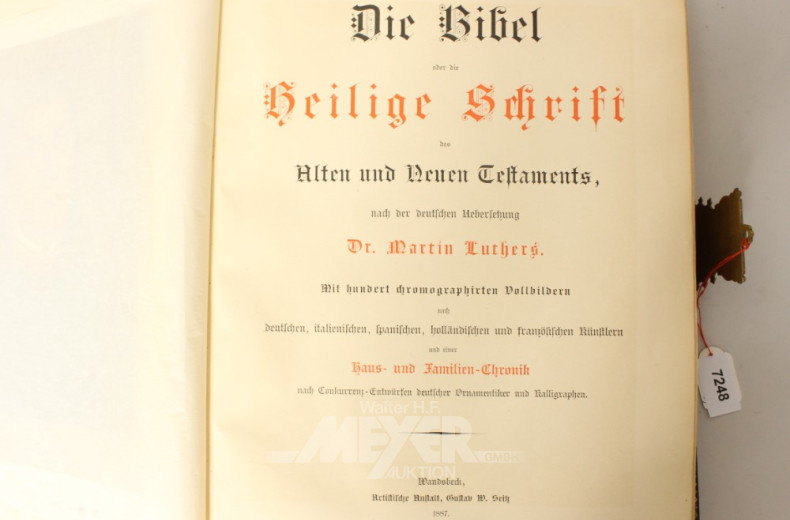 Die Bibel
oder die
Heilige Schrift
des
Alten und Neuen Testaments,
nach der deutschen Uebersetzung
Dr. Martin Luthers.
Mit hundert chromographirten Vollbildern
nach
deutschen, italienischen, spanischen, holländischen und französischen Künstlern
und einer
Haus- und Familien-Chronik
nach Conkurrenz-Entwürfen deutscher Ornamentiker und Kalligraphen.
7248
Walter H.F.
MEYER GMBH
AUKTION
Wandsbeck,
Artistische Anstalt, Gustav W. Seitz
1887.